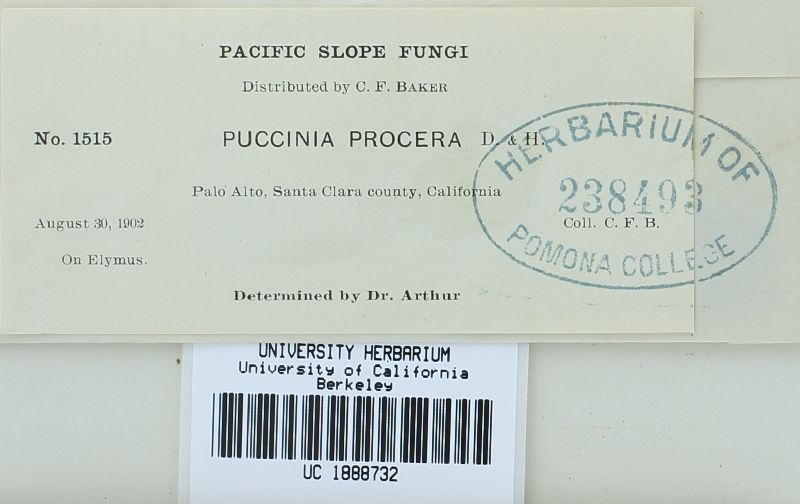 PACIFIC SLOPE FUNGI
Distributed by C. F. BAKER
No. 1515 PUCCINIA PROCERA D. & H.
Palo Alto, Santa Clara county, California
August 30, 1902 Coll. C. F. B.
On Elymus.
Determined by Dr. Arthur
HERBARIUM OF
238493
POMONA COLLEGE
UNIVERSITY HERBARIUM
University of California
Berkeley
UC 1888732